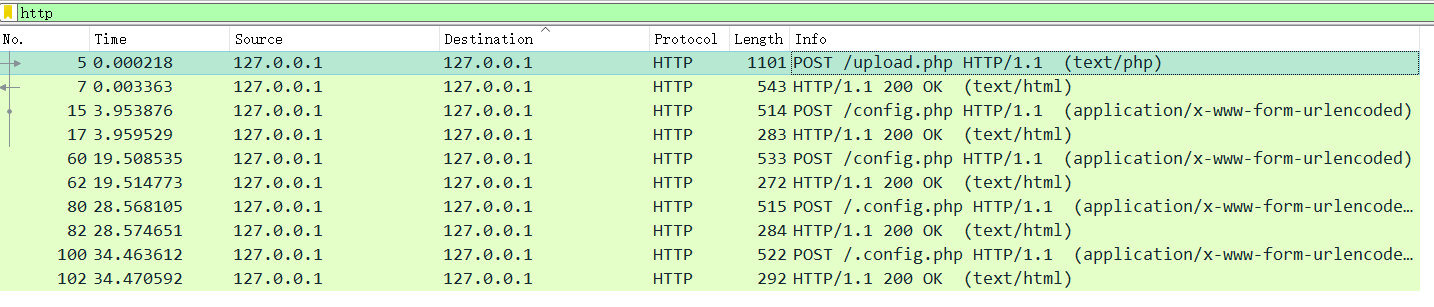 http
No. Time Source Destination Protocol Length Info
5 0.000218 127.0.0.1 127.0.0.1 HTTP 1101 POST /upload.php HTTP/1.1 (text/php)
7 0.003363 127.0.0.1 127.0.0.1 HTTP 543 HTTP/1.1 200 OK (text/html)
15 3.953876 127.0.0.1 127.0.0.1 HTTP 514 POST /config.php HTTP/1.1 (application/x-www-form-urlencoded)
17 3.959529 127.0.0.1 127.0.0.1 HTTP 283 HTTP/1.1 200 OK (text/html)
60 19.508535 127.0.0.1 127.0.0.1 HTTP 533 POST /config.php HTTP/1.1 (application/x-www-form-urlencoded)
62 19.514773 127.0.0.1 127.0.0.1 HTTP 272 HTTP/1.1 200 OK (text/html)
80 28.568105 127.0.0.1 127.0.0.1 HTTP 515 POST /.config.php HTTP/1.1 (application/x-www-form-urlencode…
82 28.574651 127.0.0.1 127.0.0.1 HTTP 284 HTTP/1.1 200 OK (text/html)
100 34.463612 127.0.0.1 127.0.0.1 HTTP 522 POST /.config.php HTTP/1.1 (application/x-www-form-urlencode…
102 34.470592 127.0.0.1 127.0.0.1 HTTP 292 HTTP/1.1 200 OK (text/html)